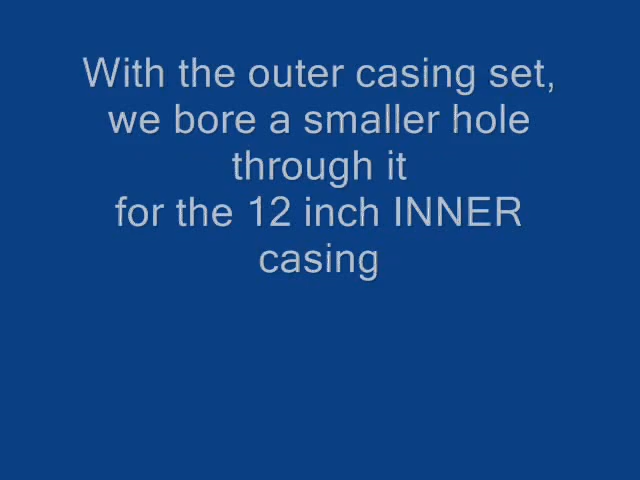 With the outer casing set,
we bore a smaller hole
through it
for the 12 inch INNER
casing